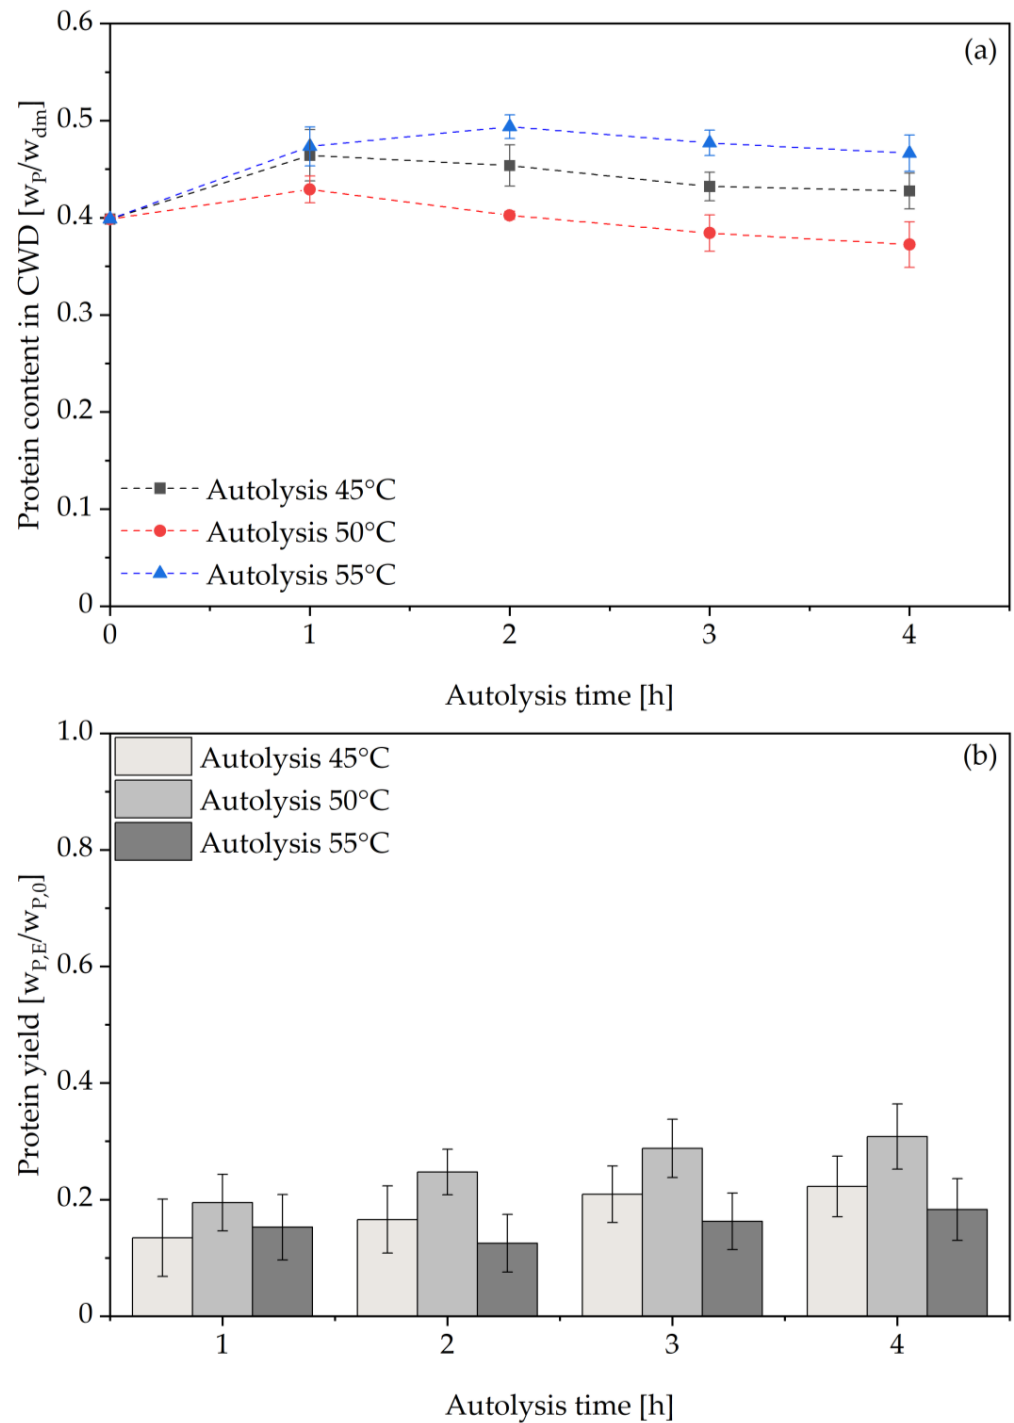 (a)
Protein content in CWD [wP/wdm]
0.6
0.5
0.4
0.3
0.2
0.1
0
Autolysis 45°C
Autolysis 50°C
Autolysis 55°C
0 1 2 3 4
Autolysis time [h]
(b)
Protein yield [wP,E/wP,0]
1.0
0.8
0.6
0.4
0.2
0
Autolysis 45°C
Autolysis 50°C
Autolysis 55°C
1 2 3 4
Autolysis time [h]